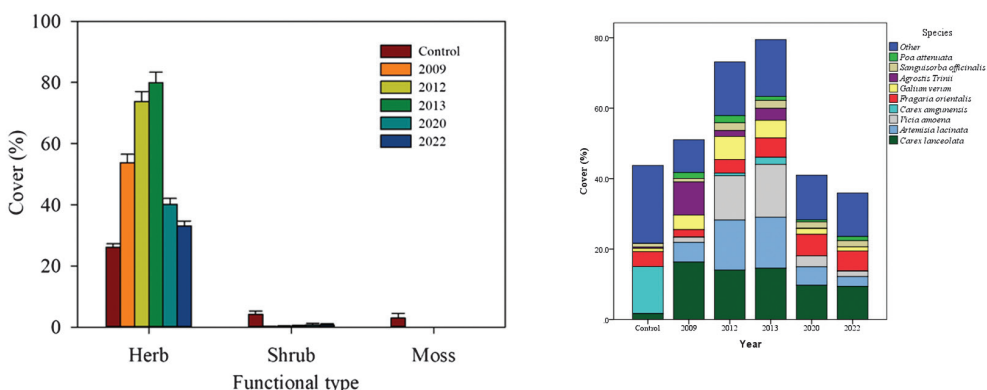 100
80
60
40
20
0
Cover (%)
Control
2009
2012
2013
2020
2022
Herb
Shrub
Moss
Functional type
80.0
60.0
40.0
20.0
0.0
Cover (%)
Control
2009
2012
2013
2020
2022
Year
Species
Other
Poa attenuata
Sanguisorba officinalis
Agrostis Trinii
Galium verum
Fragaria orientalis
Carex amgunensis
Vicia amoena
Artemisia lacinata
Carex lanceolata